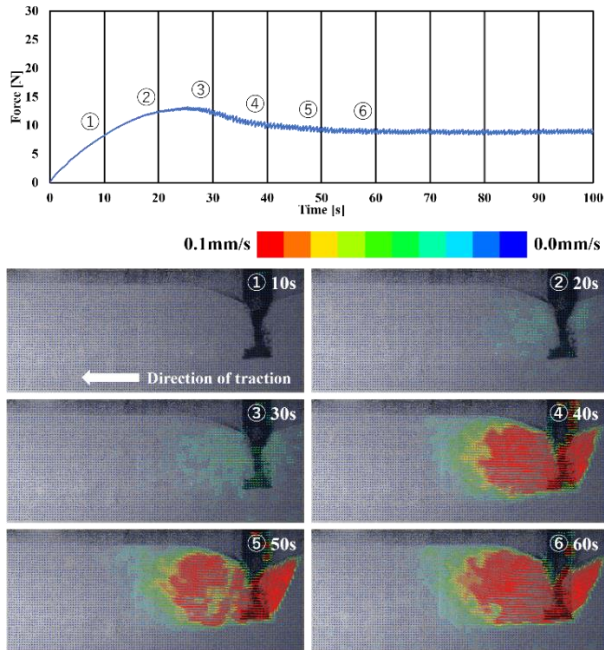 30
25
20
15
10
5
0
Force [N]
① ② ③ ④ ⑤ ⑥
0 10 20 30 40 50 60 70 80 90 100
Time [s]
0.1mm/s 0.0mm/s
① 10s
Direction of traction
② 20s
③ 30s
④ 40s
⑤ 50s
⑥ 60s